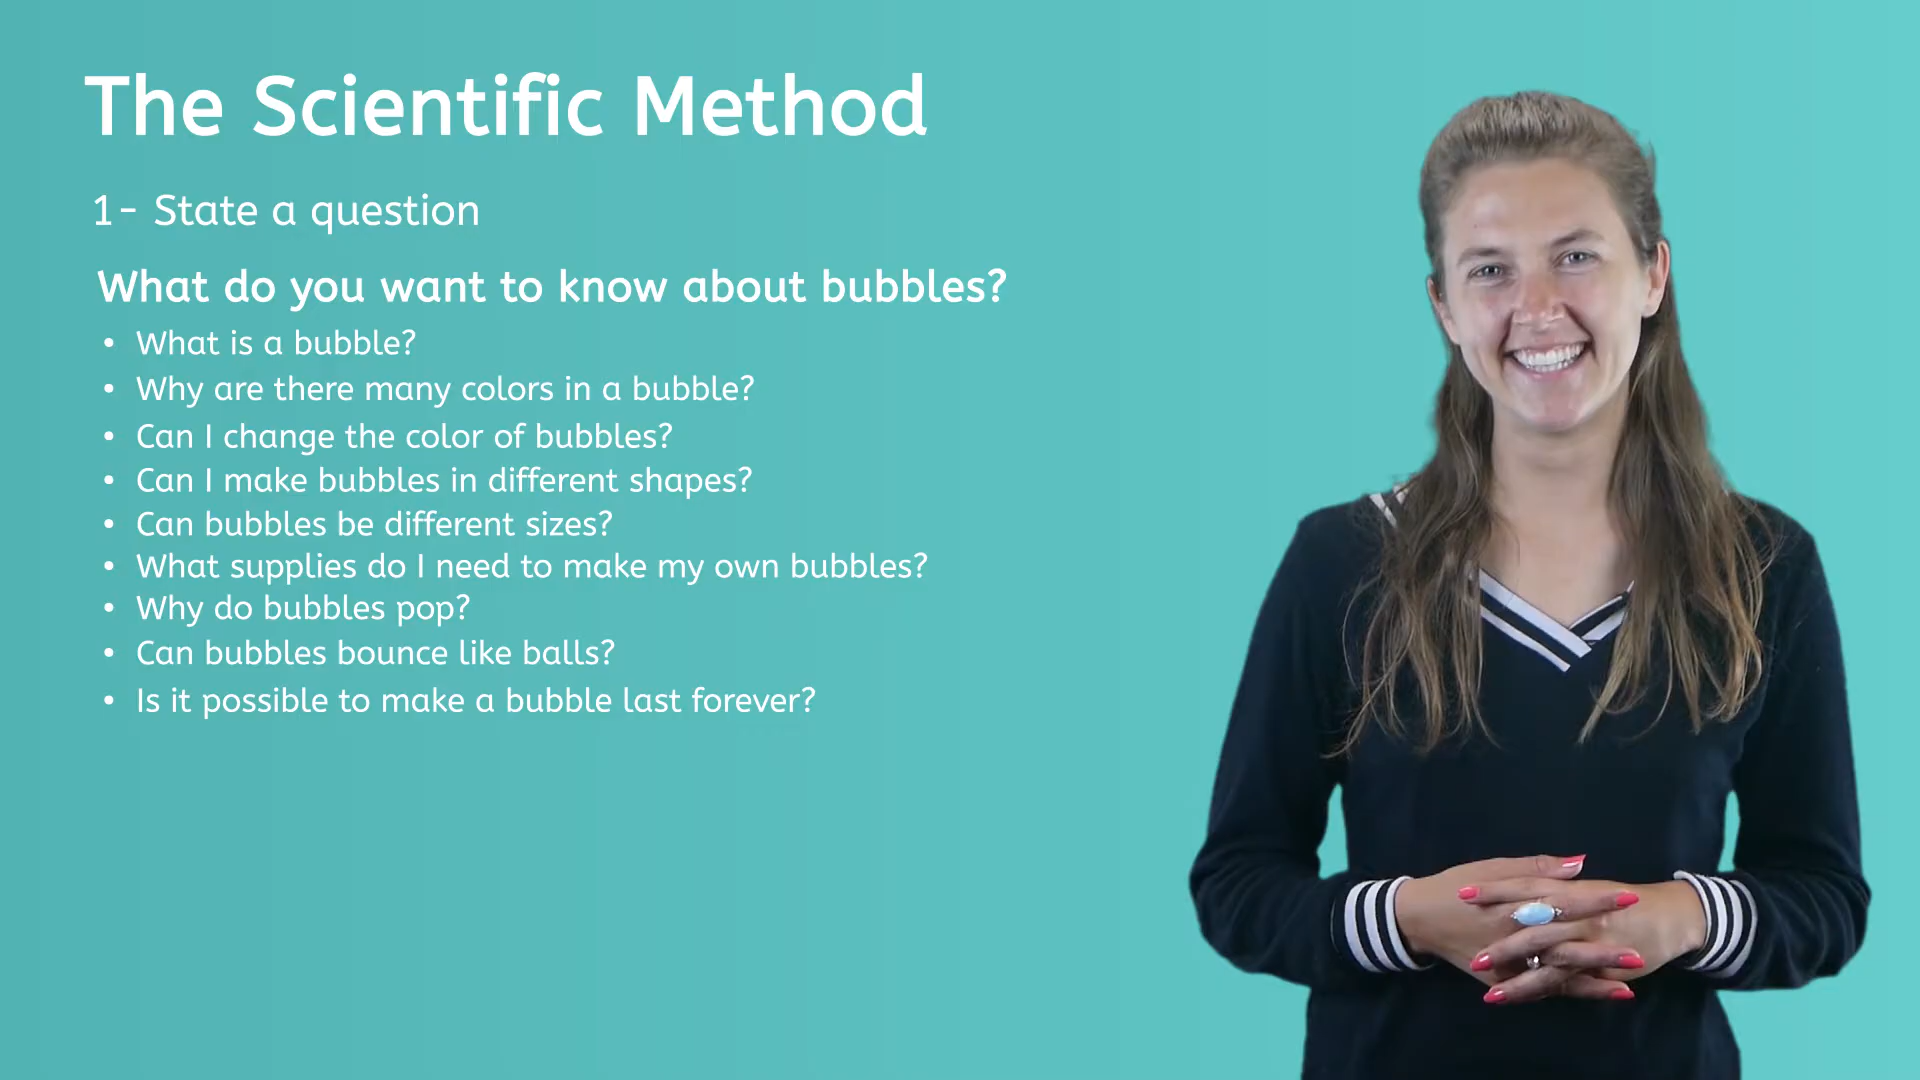 The Scientific Method
1- State a question
What do you want to know about bubbles?
• What is a bubble?
• Why are there many colors in a bubble?
• Can I change the color of bubbles?
• Can I make bubbles in different shapes?
• Can bubbles be different sizes?
• What supplies do I need to make my own bubbles?
• Why do bubbles pop?
• Can bubbles bounce like balls?
• Is it possible to make a bubble last forever?